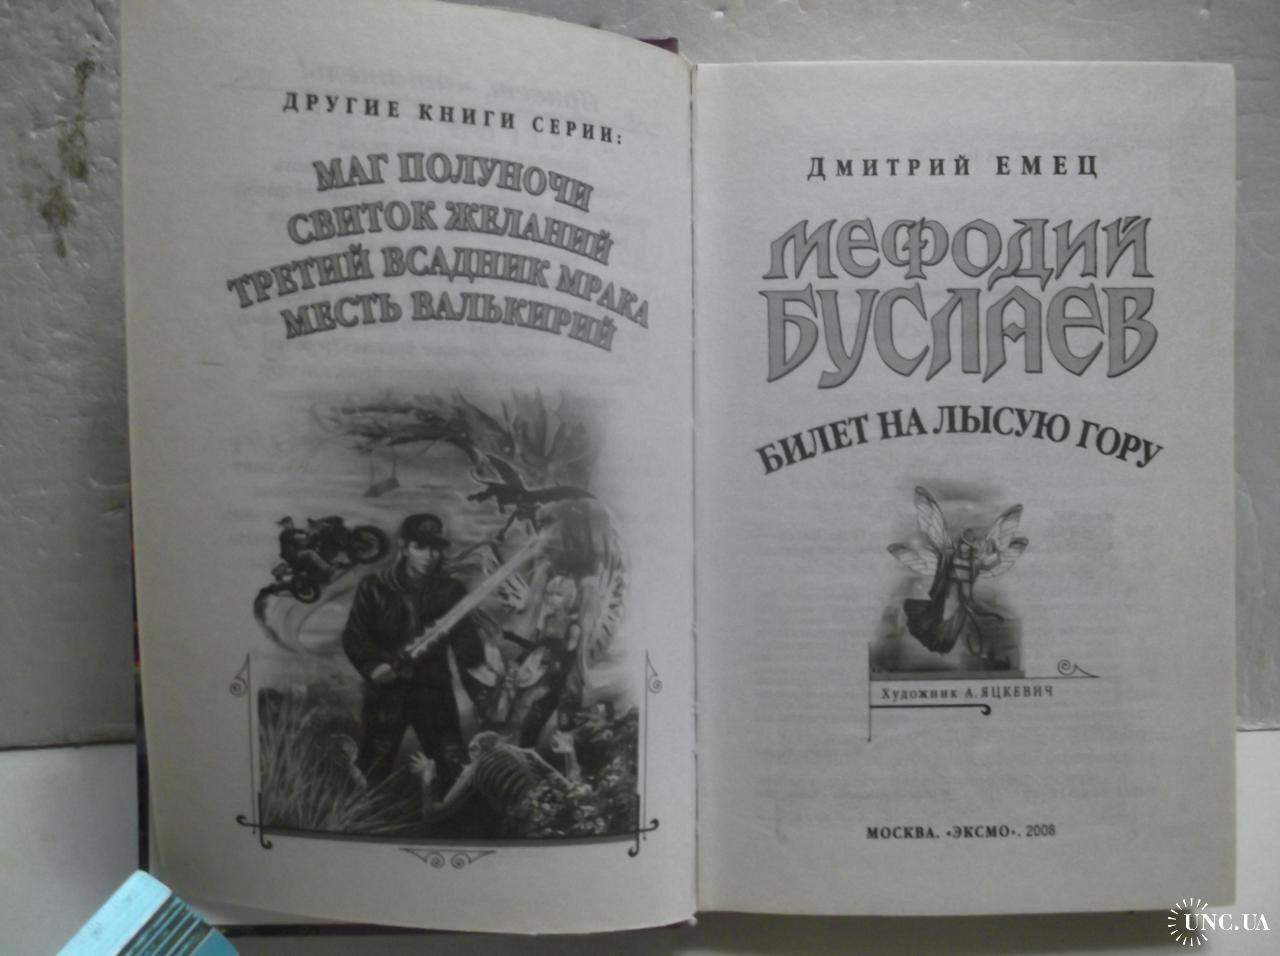 ДРУГИЕ КНИГИ СЕРИИ:
МАГ ПОЛУНОЧИ
СВИТОК ЖЕЛАНИЙ
ТРЕТИЙ ВСАДНИК МРАКА
МЕСТЬ ВАЛЬКИРИЙ
ДМИТРИЙ ЕМЕЦ
МЕФОДИЙ
БУСЛАЕВ
БИЛЕТ НА ЛЫСУЮ ГОРУ
Художник А. ЯЦКЕВИЧ
МОСКВА. «ЭКСМО». 2008
UNC.UA